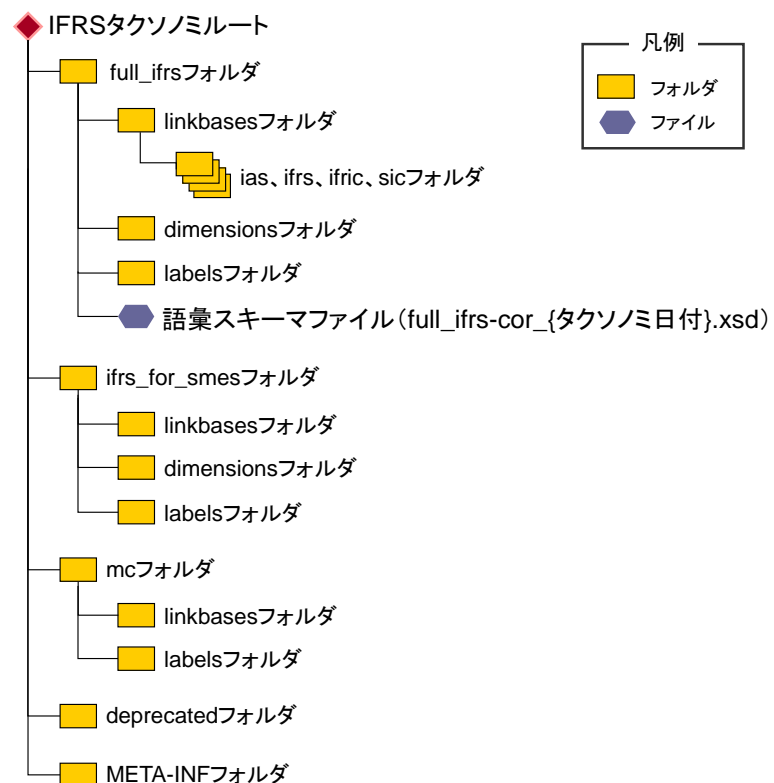 IFRSタクソノミルート
凡例
フォルダ
ファイル
full_ifrsフォルダ
linkbasesフォルダ
ias、ifrs、ifric、sicフォルダ
dimensionsフォルダ
labelsフォルダ
語彙スキーマファイル（full_ifrs-cor_{タクソノミ日付}.xsd）
ifrs_for_smesフォルダ
linkbasesフォルダ
dimensionsフォルダ
labelsフォルダ
mcフォルダ
linkbasesフォルダ
labelsフォルダ
deprecatedフォルダ
META-INFフォルダ